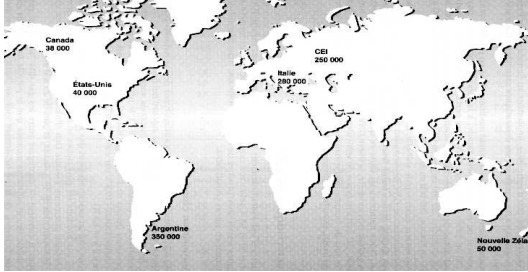 Canada
38 000
États-Unis
40 000
CEI
250 000
Italie
280 000
Argentine
350 000
Nouvelle Zéla
50 000